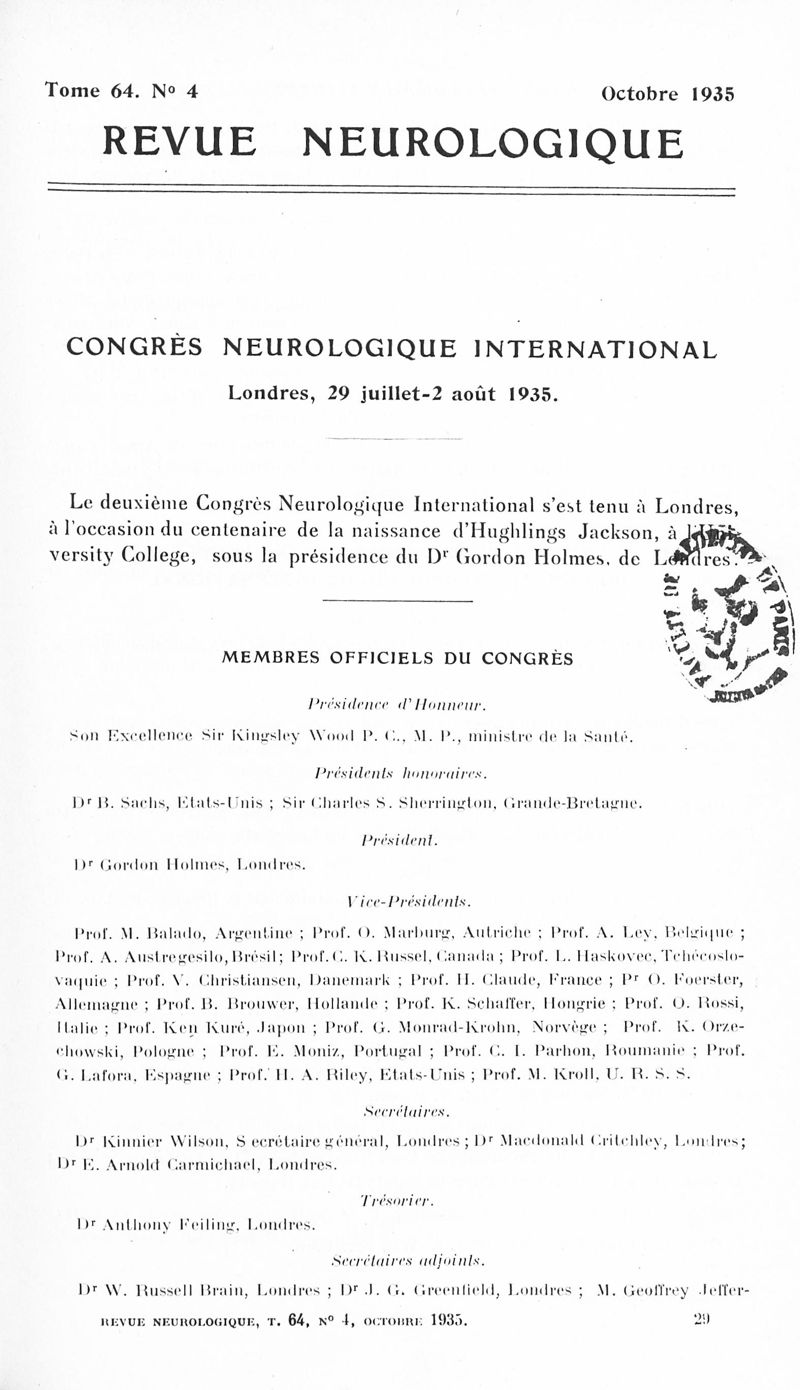 Tome 64. Nº 4
Octobre 1935
REVUE NEUROLOGIQUE
CONGRÈS NEUROLOGIQUE INTERNATIONAL
Londres, 29 juillet-2 août 1935.
Le deuxième Congrès Neurologique International s'est tenu à Londres,
à l'occasion du centenaire de la naissance d'Hughlings Jackson, à l'Uni-
versity College, sous la présidence du Dr Gordon Holmes, de Londres.
MEMBRES OFFICIELS DU CONGRÈS
Présidence d'Honneur.
Son Excellence Sir Kingsley Wood P. C., M. P., ministre de la Santé.
Présidents honoraires.
Dr B. Sachs, Etats-Unis ; Sir Charles S. Sherrington, Grande-Bretagne.
Président.
Dr Gordon Holmes, Londres.
Vice-Présidents.
Prof. M. Balado, Argentine ; Prof. O. Marburg, Autriche ; Prof. A. Ley, Belgique ;
Prof. A. Austregesilo, Brésil ; Prof. C. K. Russel, Canada ; Prof. L. Haskovec, Tchécoslo-
vaquie ; Prof. V. Christiansen, Danemark ; Prof. H. Claude, France ; Pr O. Foerster,
Allemagne ; Prof. B. Brouwer, Hollande ; Prof. K. Schaffer, Hongrie ; Prof. O. Rossi,
Italie ; Prof. Ken Kuré, Japon ; Prof. G. Monrad-Krohn, Norvège ; Prof. K. Orze-
chowski, Pologne ; Prof. E. Moniz, Portugal ; Prof. C. I. Parhon, Roumanie ; Prof.
G. Lafora, Espagne ; Prof. H. A. Riley, Etats-Unis ; Prof. M. Kroll, U. R. S. S.
Secrétaires.
Dr Kinnier Wilson, S ecrétaire général, Londres ; Dr Macdonald Critchley, Londres ;
Dr E. Arnold Carmichael, Londres.
Trésorier.
Dr Anthony Feiling, Londres.
Secrétaires adjoints.
Dr W. Russell Brain, Londres ; Dr J. G. Greenfield, Londres ; M. Geoffrey Jeffer-
REVUE NEUROLOGIQUE, T. 64, Nº 4, OCTOBRE 1935.
29
DE PARIS